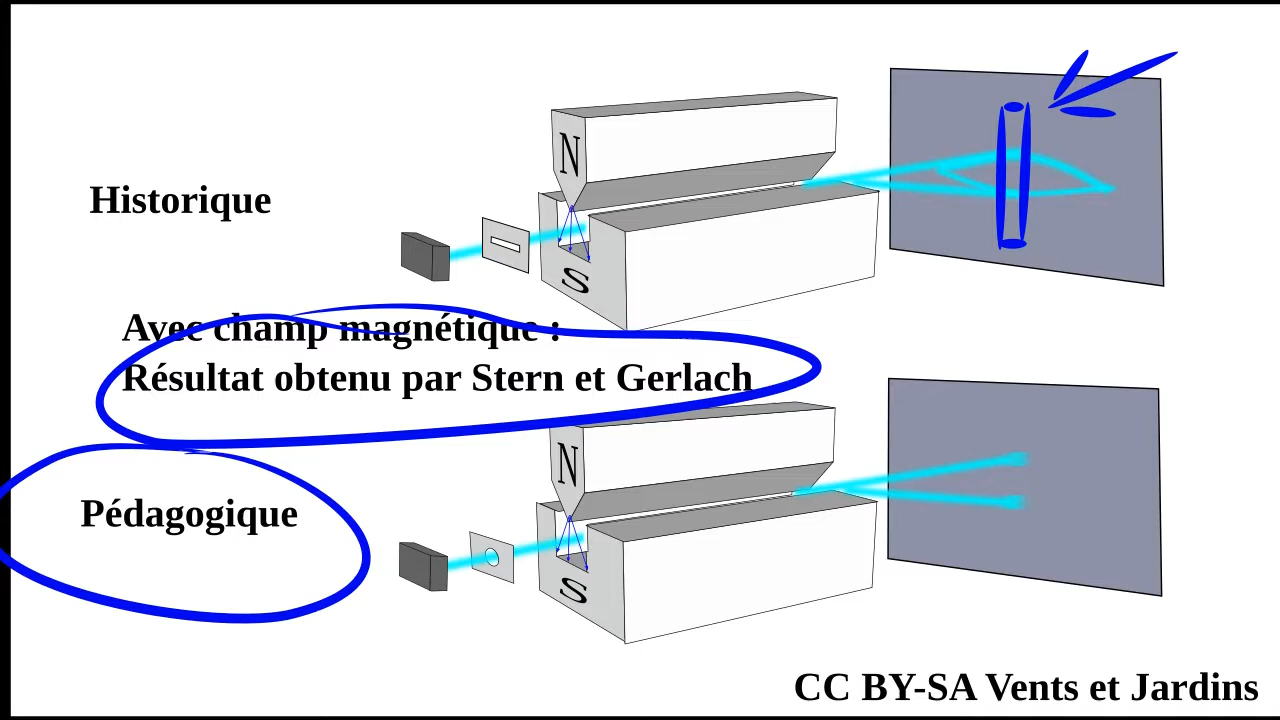 N
Historique
S
Avec champ magnétique :
Résultat obtenu par Stern et Gerlach
N
Pédagogique
S
CC BY-SA Vents et Jardins